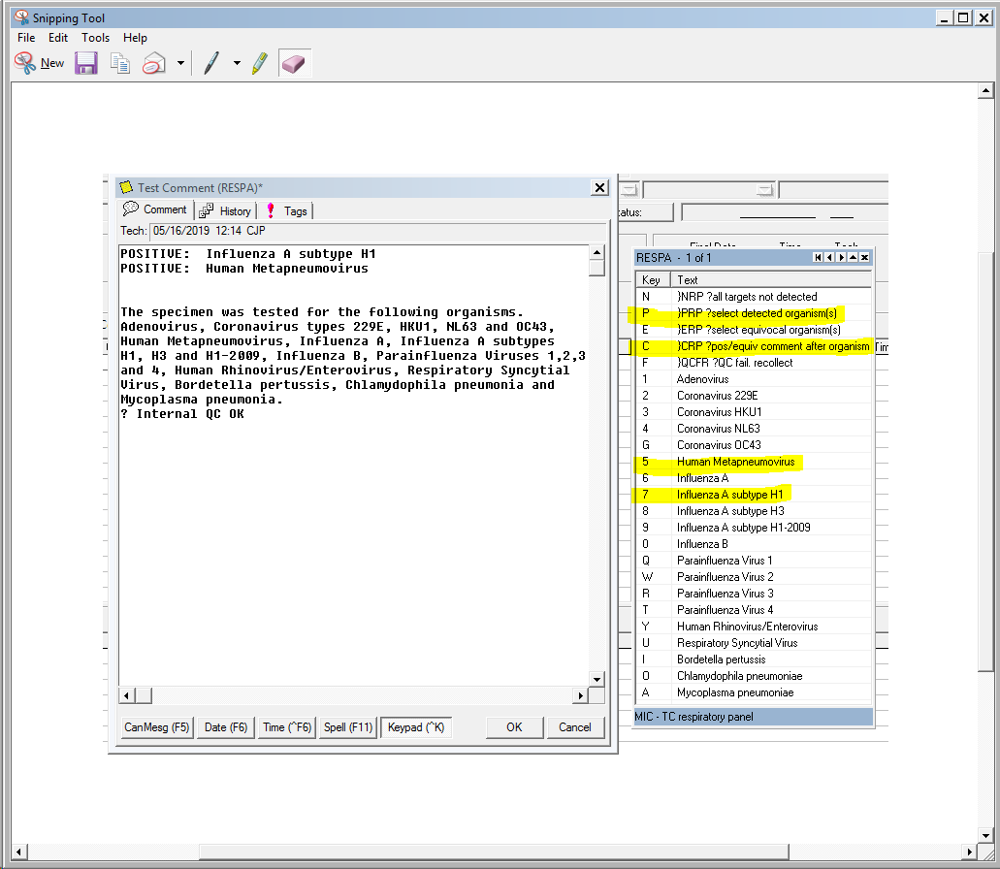 Snipping Tool
File Edit Tools Help
New
Test Comment (RESPA)*
Comment History Tags
Tech: 05/16/2019 12:14 CJP
POSITIVE: Influenza A subtype H1
POSITIVE: Human Metapneumovirus
The specimen was tested for the following organisms.
Adenovirus, Coronavirus types 229E, HKU1, NL63 and OC43,
Human Metapneumovirus, Influenza A, Influenza A subtypes
H1, H3 and H1-2009, Influenza B, Parainfluenza Viruses 1,2,3
and 4, Human Rhinovirus/Enterovirus, Respiratory Syncytial
Virus, Bordetella pertussis, Chlamydophila pneumonia and
Mycoplasma pneumonia.
? Internal QC OK
CanMesg (F5) Date (F6) Time (^F6) Spell (F11) Keypad (^K) OK Cancel
RESPA - 1 of 1
Key Text
N }NRP ?all targets not detected
P }PRP ?select detected organism(s)
E }ERP ?select equivocal organism(s)
C }CRP ?pos/equiv comment after organism
F }QCFR ?QC fail. recollect
1 Adenovirus
2 Coronavirus 229E
3 Coronavirus HKU1
4 Coronavirus NL63
G Coronavirus OC43
5 Human Metapneumovirus
6 Influenza A
7 Influenza A subtype H1
8 Influenza A subtype H3
9 Influenza A subtype H1-2009
0 Influenza B
Q Parainfluenza Virus 1
W Parainfluenza Virus 2
R Parainfluenza Virus 3
T Parainfluenza Virus 4
Y Human Rhinovirus/Enterovirus
U Respiratory Syncytial Virus
I Bordetella pertussis
O Chlamydophila pneumoniae
A Mycoplasma pneumoniae
MIC - TC respiratory panel